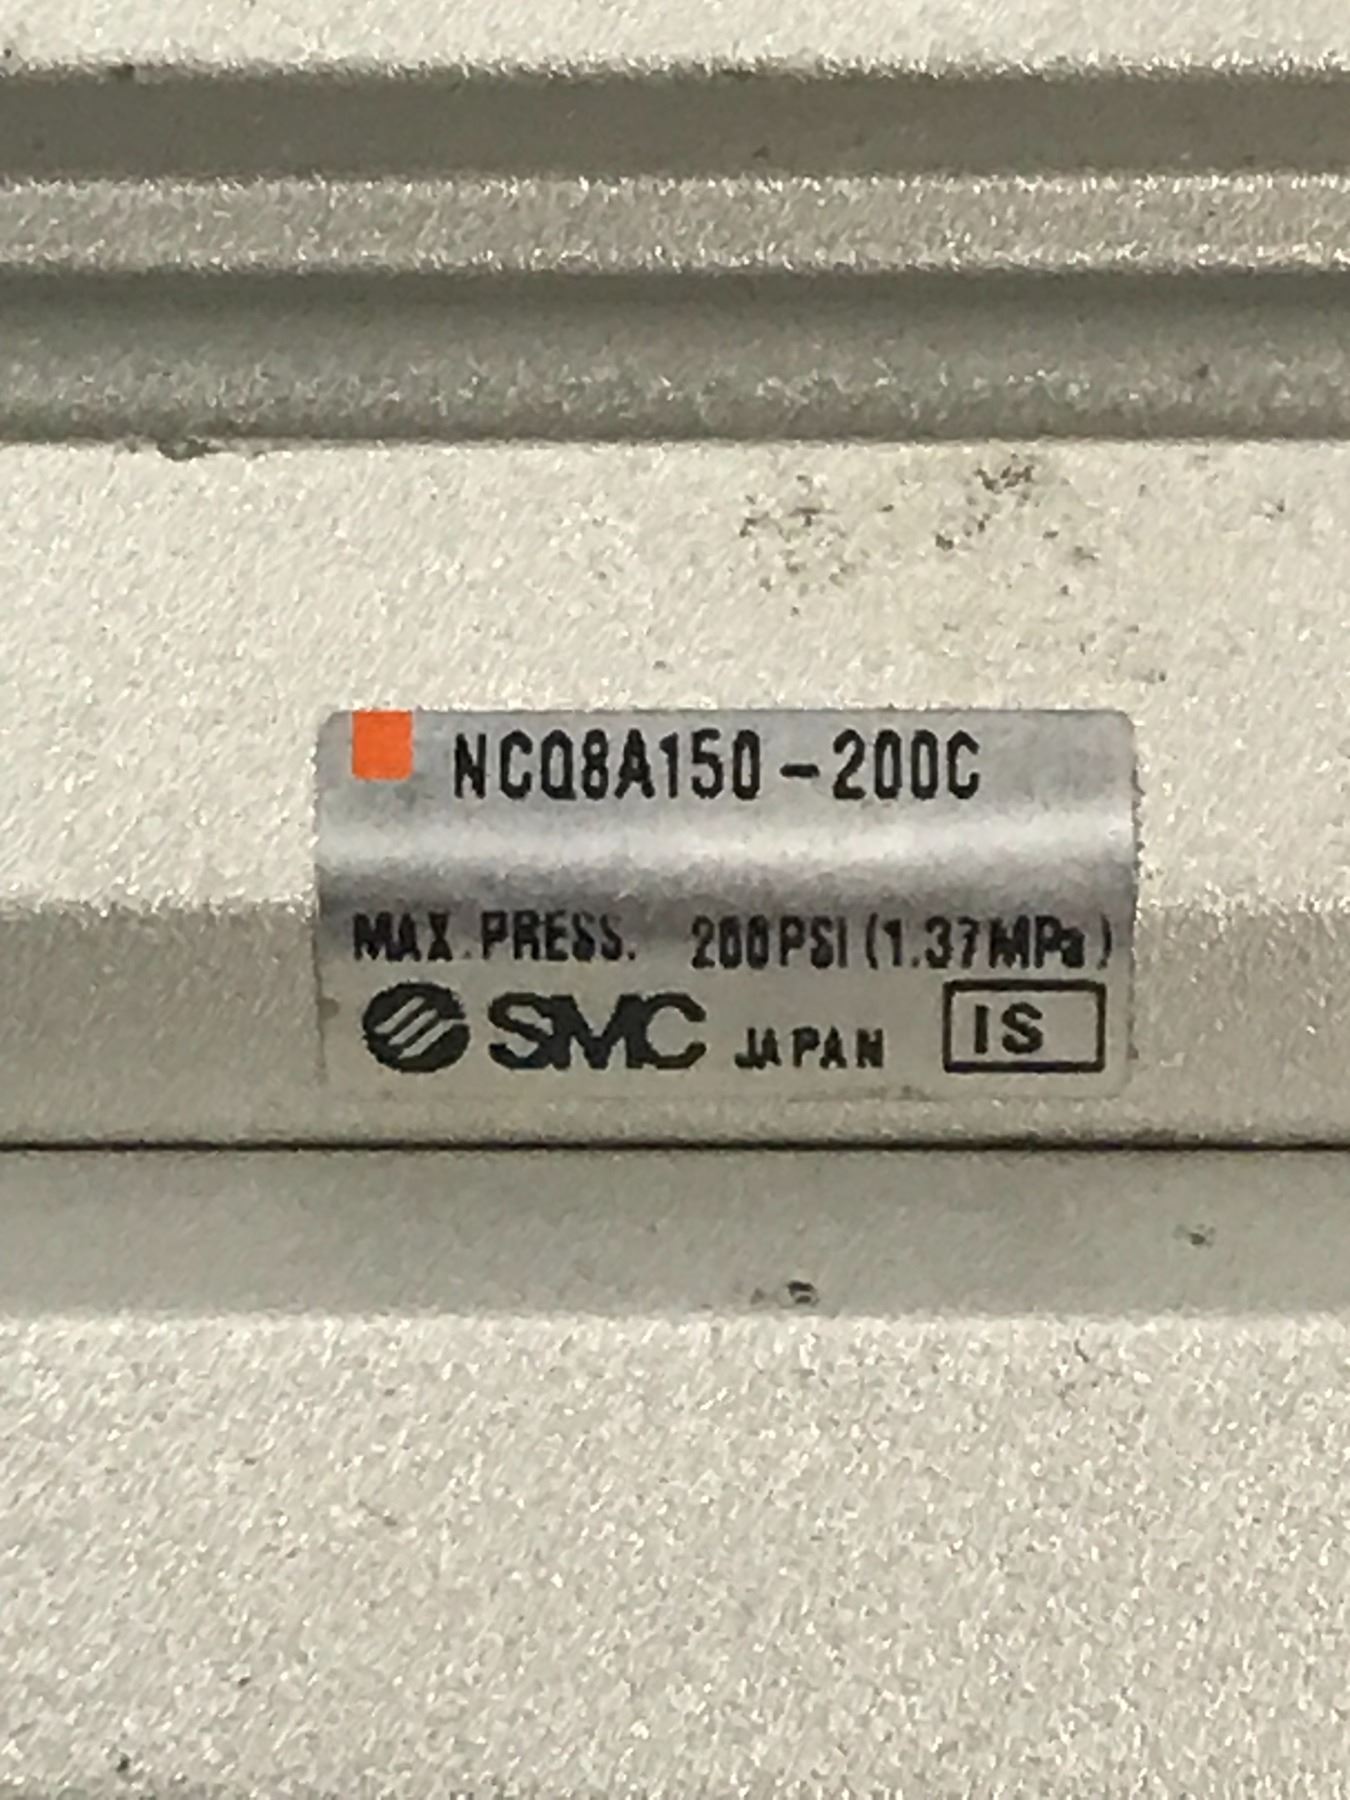 NCQ8A150-200C
MAX.PRESS. 200PSI(1.37MPa)
SMC JAPAN IS